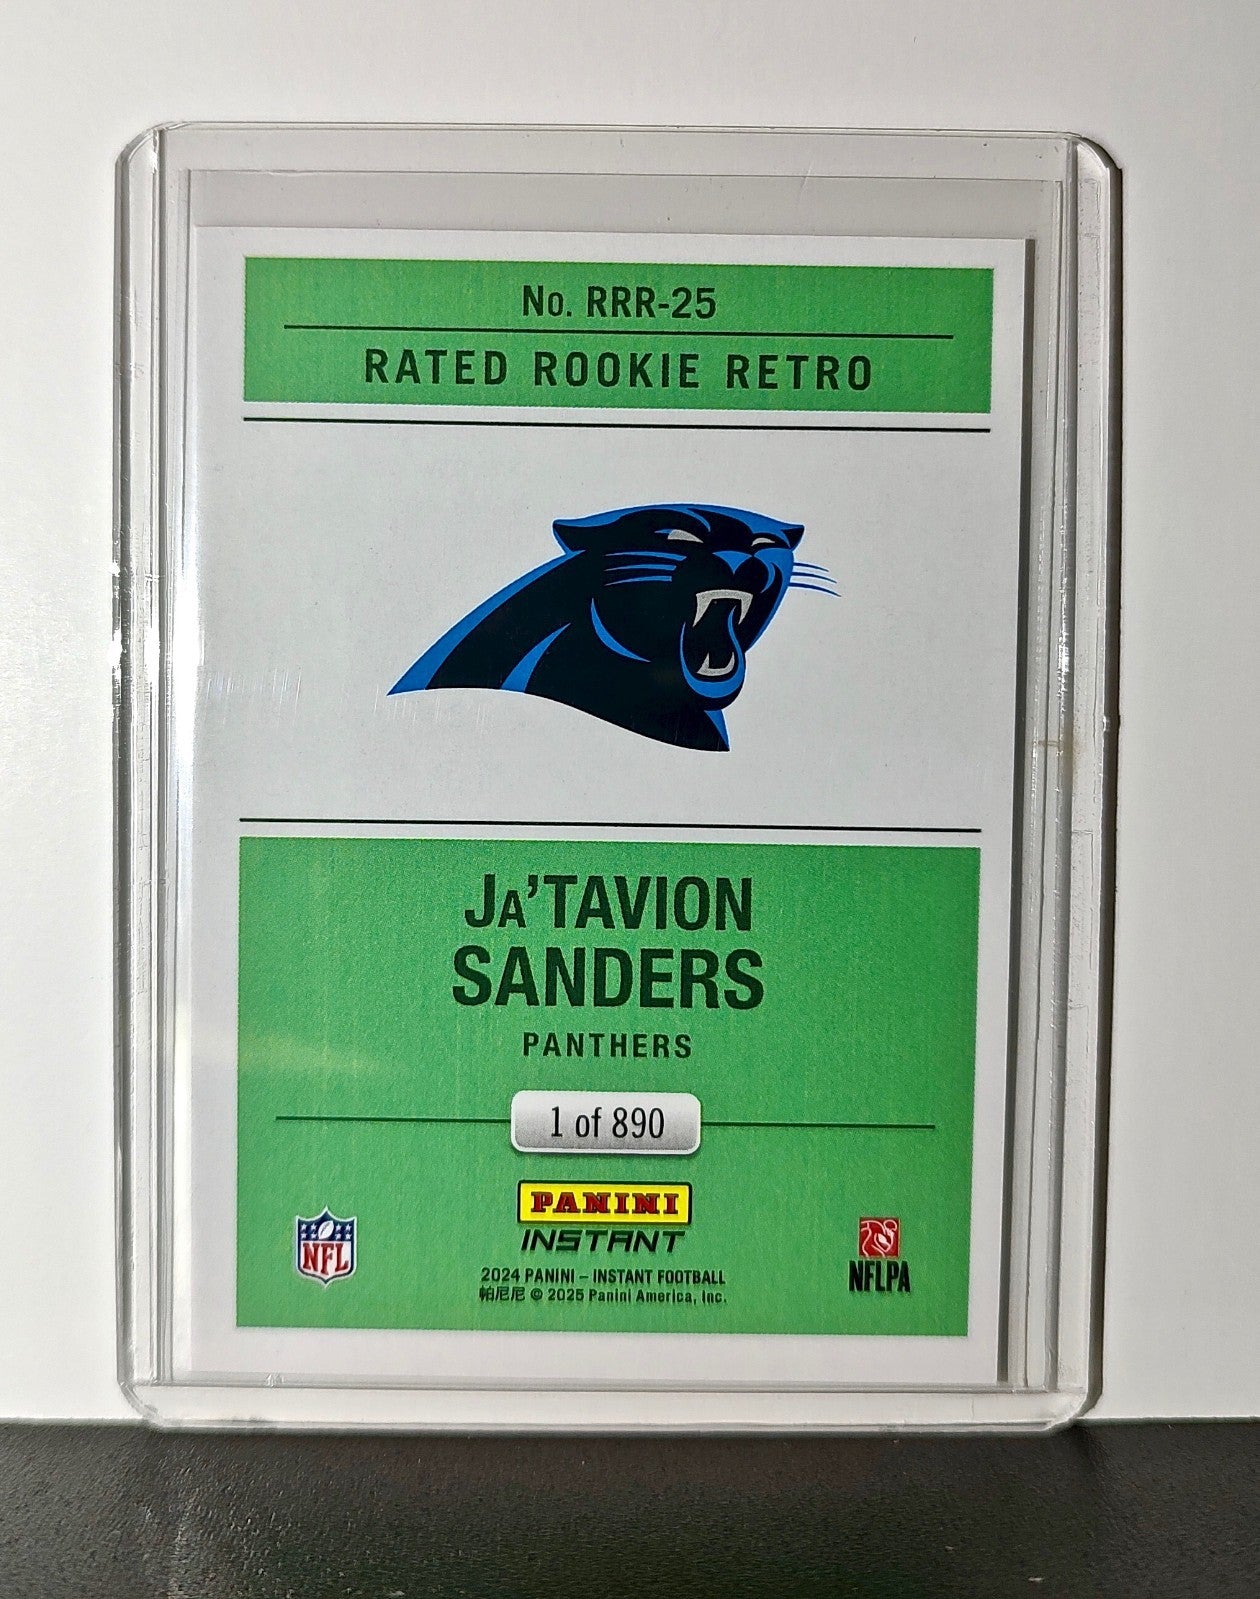 No. RRR-25
RATED ROOKIE RETRO
Ja'TAVION
SANDERS
PANTHERS
1 of 890
PANINI
INSTANT
NFL
NFLPA
2024 PANINI – INSTANT FOOTBALL
帕尼尼 © 2025 Panini America, Inc.